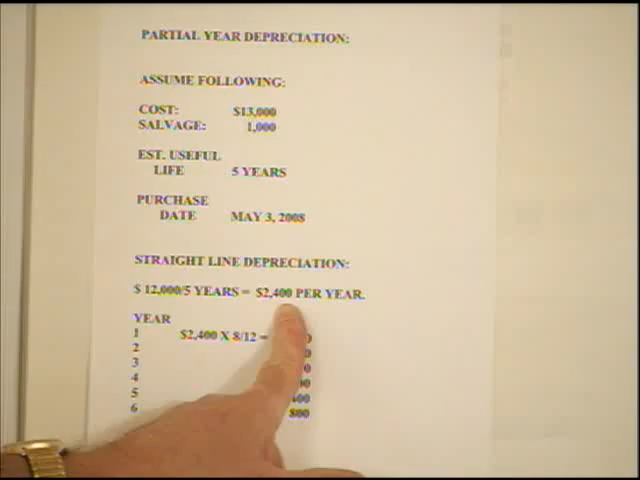 PARTIAL YEAR DEPRECIATION:
ASSUME FOLLOWING:
COST: $13,000
SALVAGE: 1,000
EST. USEFUL
LIFE 5 YEARS
PURCHASE
DATE MAY 3, 2008
STRAIGHT LINE DEPRECIATION:
$ 12,000/5 YEARS = $2,400 PER YEAR.
YEAR
1 $2,400 X 8/12 =
2
3
4
5
6 800